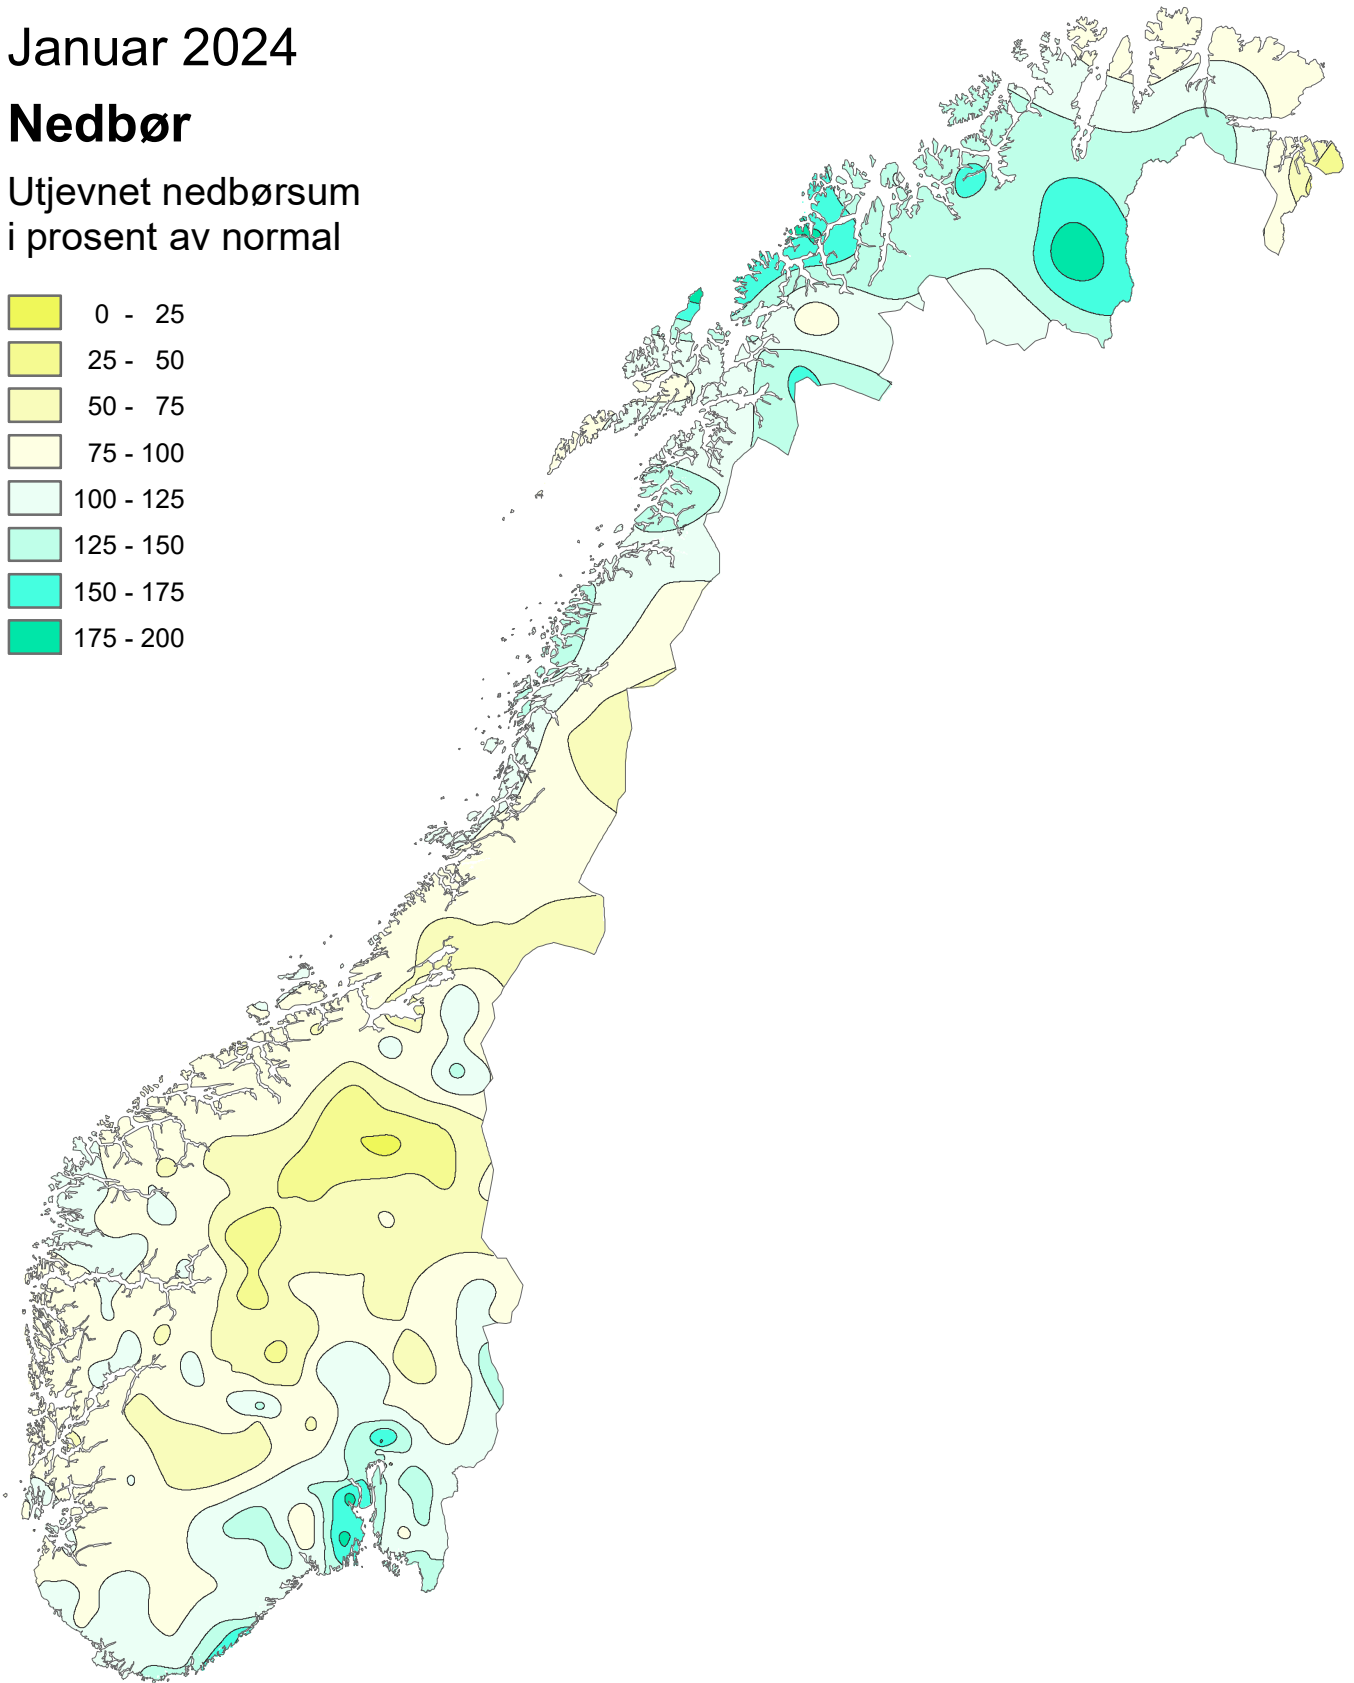 Januar 2024
Nedbør
Utjevnet nedbørsum
i prosent av normal
0 - 25
25 - 50
50 - 75
75 - 100
100 - 125
125 - 150
150 - 175
175 - 200